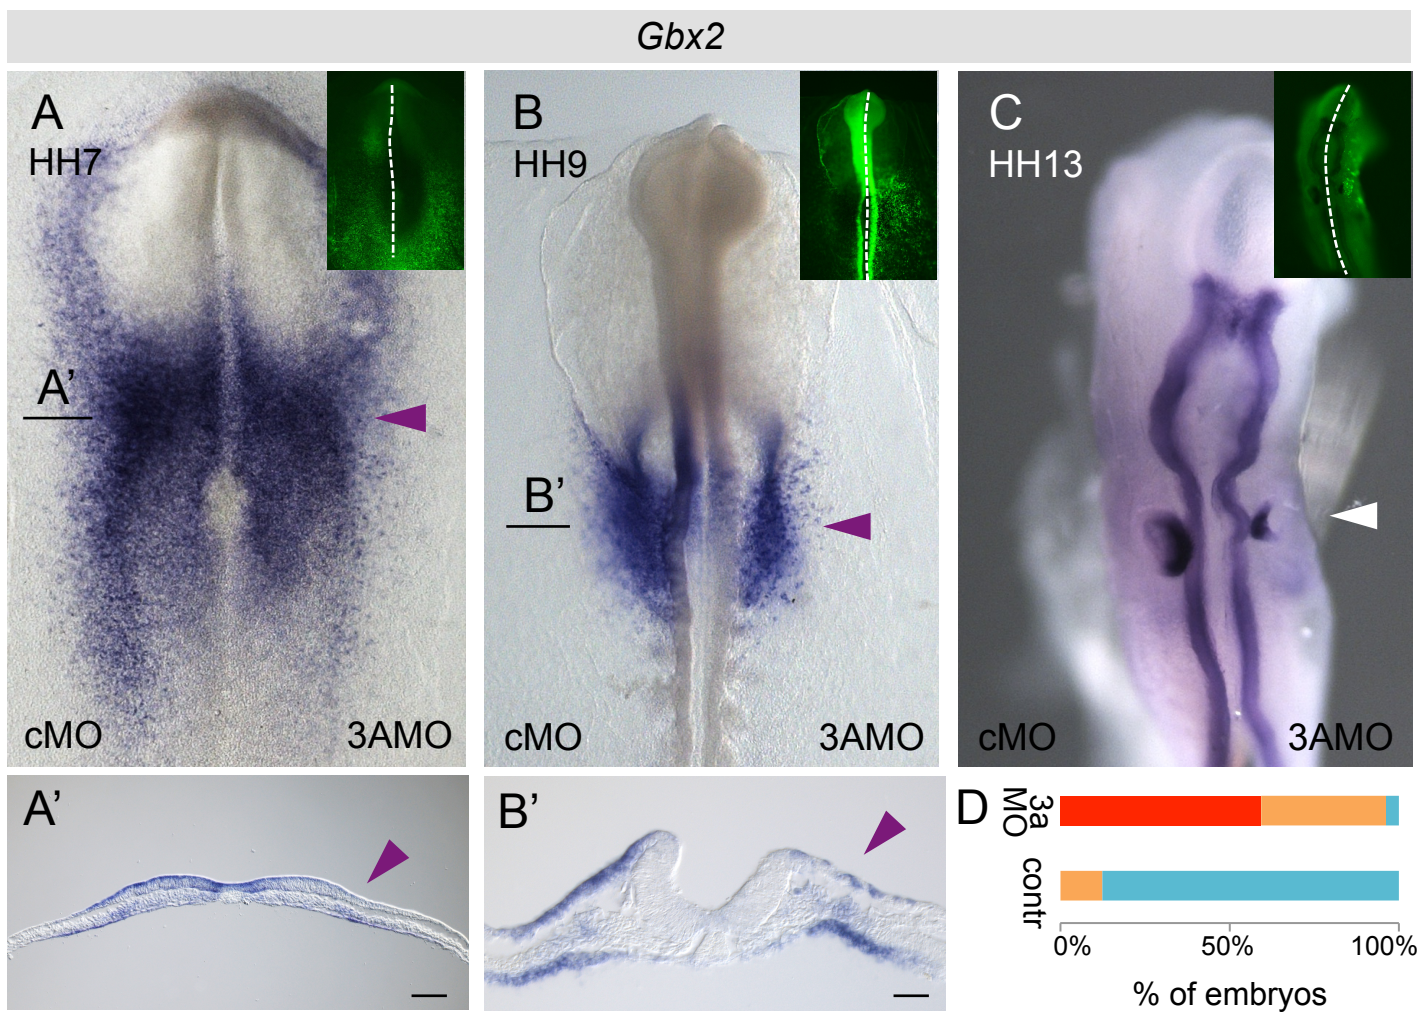 Gbx2
A
HH7
A’
cMO
3AMO
B
HH9
B’
cMO
3AMO
C
HH13
cMO
3AMO
A’
B’
D
3a
MO
contr
0%
50%
100%
% of embryos